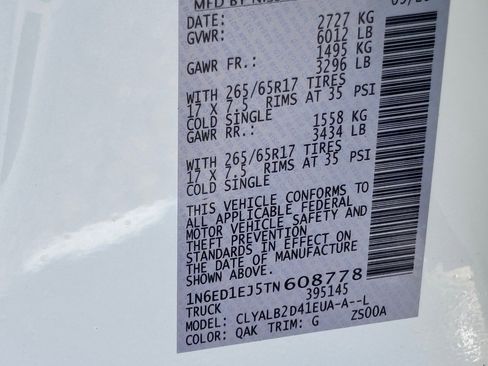 MFD BY NISS
DATE: 2727 KG
GVWR: 6012 LB
1495 KG
GAWR FR.: 3296 LB
WITH 265/65R17 TIRES
17 X 7.5 RIMS AT 35 PSI
COLD SINGLE 1558 KG
GAWR RR.: 3434 LB
WITH 265/65R17 TIRES
17 X 7.5 RIMS AT 35 PSI
COLD SINGLE
THIS VEHICLE CONFORMS TO
ALL APPLICABLE FEDERAL
MOTOR VEHICLE SAFETY AND
THEFT PREVENTION
STANDARDS IN EFFECT ON
THE DATE OF MANUFACTURE
SHOWN ABOVE.
1N6ED1EJ5TN608778
TRUCK 395145
MODEL: CLYALB2D41EUA-A--L
COLOR: QAK TRIM: G ZS00A